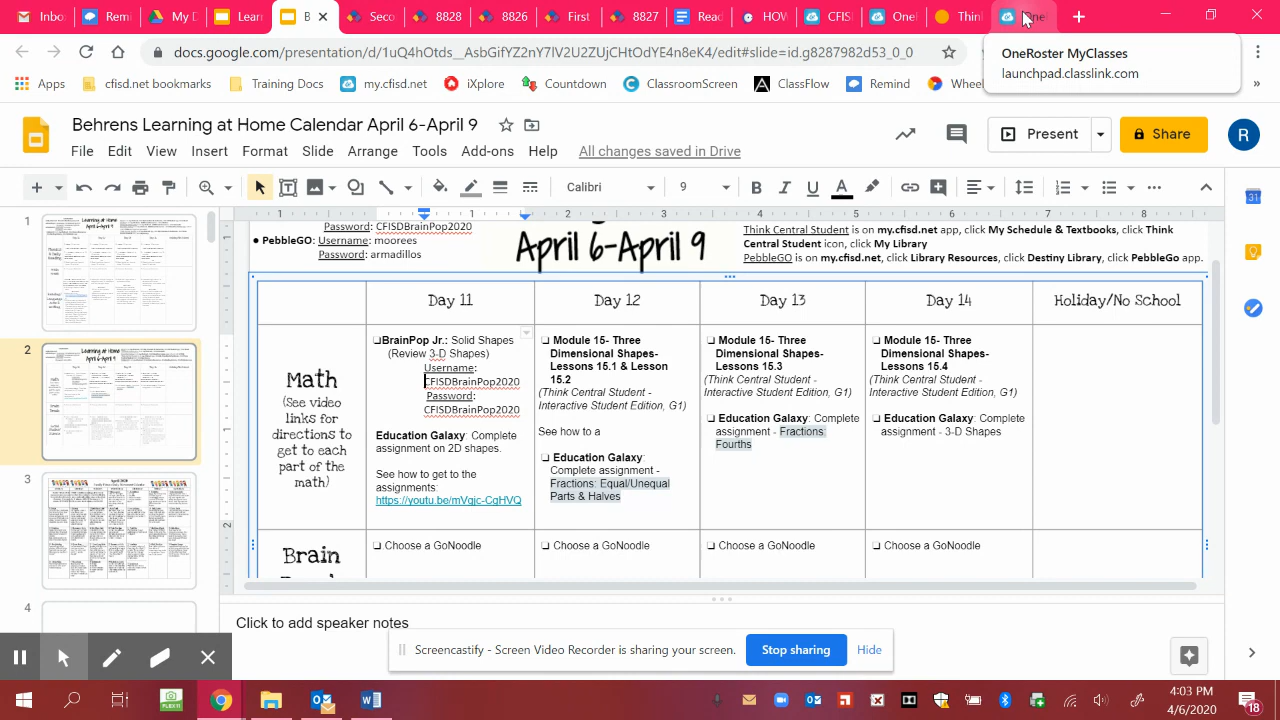 Inbox
Remi
My D
Learn
B
Seco
8828
8826
First
8827
Read
HOV
CFIS
Onel
Thin
One
docs.google.com/presentation/d/1uQ4hOtds__AsbGifYZ2nY7lV2U2ZUjCHtOdYE4n8eK4/edit#slide=id.g8287982d53_0_0
OneRoster MyClasses
launchpad.classlink.com
Apps
cfisd.net bookmarks
Training Docs
my.cfisd.net
iXplore
Countdown
ClassroomScreen
ClassFlow
Remind
Wheel
Behrens Learning at Home Calendar April 6-April 9
File Edit View Insert Format Slide Arrange Tools Add-ons Help All changes saved in Drive
Present
Share
R
Calibri
9
1
2
3
4
Password: CFISDBrainPop2020
● PebbleGO: Username: moorees
Password: armadillos
April 6-April 9
Think Central Student is on my.cfisd.net app, click My Schedule & Textbooks, click Think
Central Student icon, click My Library
PebbleGo- on my.cfisd.net, click Library Resources, click Destiny Library, click PebbleGo app.
Day 11
Day 12
Day 13
Day 14
Holiday/No School
Math
(See video
links for
directions to
get to each
part of the
math)
❑BrainPop Jr: Solid Shapes
(Review 3-D Shapes)
Username:
CFISDBrainPop2020
Password:
CFISDBrainPop2020
Education Galaxy: Complete
assignment on 2D shapes.
See how to get to the
assignments:
https://youtu.be/mVgjc-GaHVQ
❑ Module 15- Three
Dimensional Shapes-
Lessons 15.1 & Lesson
15.2
(Think Central Student -
Interactive Student Edition, G1)
See how to a
❑ Education Galaxy:
Complete assignment -
Fractions: Equal/Unequal
Parts & Halves
❑ Module 15- Three
Dimensional Shapes-
Lessons 15.3
(Think Central Student -
Interactive Student Edition, G1)
❑ Education Galaxy: Complete
assignment - Fractions:
Fourths
❑ Module 15- Three
Dimensional Shapes-
Lessons 15.4
(Think Central Student -
Interactive Student Edition, G1)
❑ Education Galaxy: Complete
assignment - 3-D Shapes
Brain
❑ Choose a GoNoodle
❑ Choose a GoNoodle
❑ Choose a GoNoodle
❑ Choose a GoNoodle
Click to add speaker notes
Screencastify - Screen Video Recorder is sharing your screen.
Stop sharing
Hide
4:03 PM
4/6/2020
18